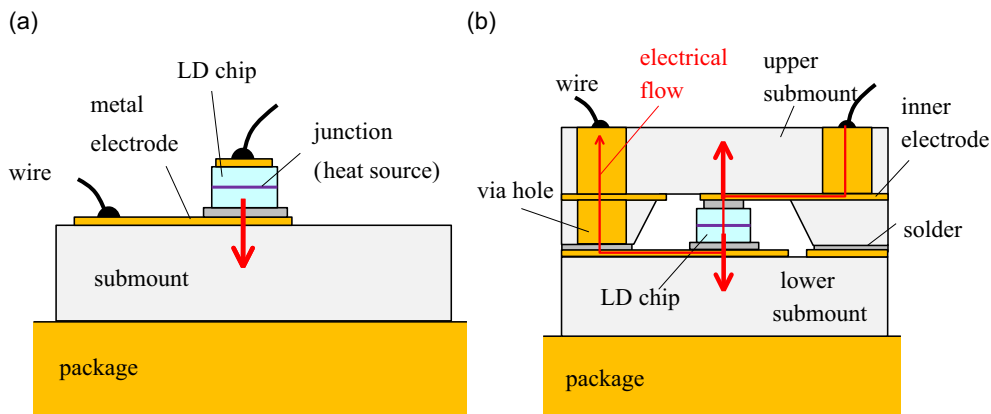 (a)
LD chip
metal
electrode
wire
junction
(heat source)
submount
package
(b)
electrical
flow
wire
upper
submount
inner
electrode
via hole
solder
LD chip
lower
submount
package